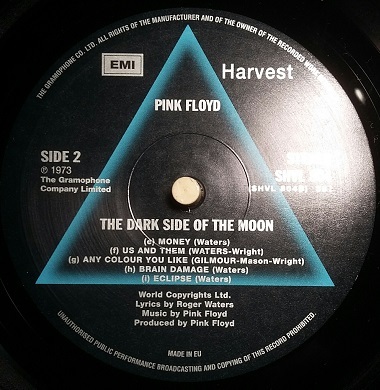 THE GRAMOPHONE CO. LTD. ALL RIGHTS OF THE MANUFACTURER AND OF THE OWNER OF THE RECORDED WORK
EMI
Harvest
PINK FLOYD
SIDE 2
℗ 1973
The Gramophone
Company Limited
SHVL
THE DARK SIDE OF THE MOON
MONEY (Waters)
(f) US AND THEM (WATERS-Wright)
(g) ANY COLOUR YOU LIKE (GILMOUR-Mason-Wright)
(h) BRAIN DAMAGE (Waters)
(i) ECLIPSE (Waters)
World Copyrights Ltd.
Lyrics by Roger Waters
Music by Pink Floyd
Produced by Pink Floyd
MADE IN EU
UNAUTHORISED PUBLIC PERFORMANCE BROADCASTING AND COPYING OF THIS RECORD